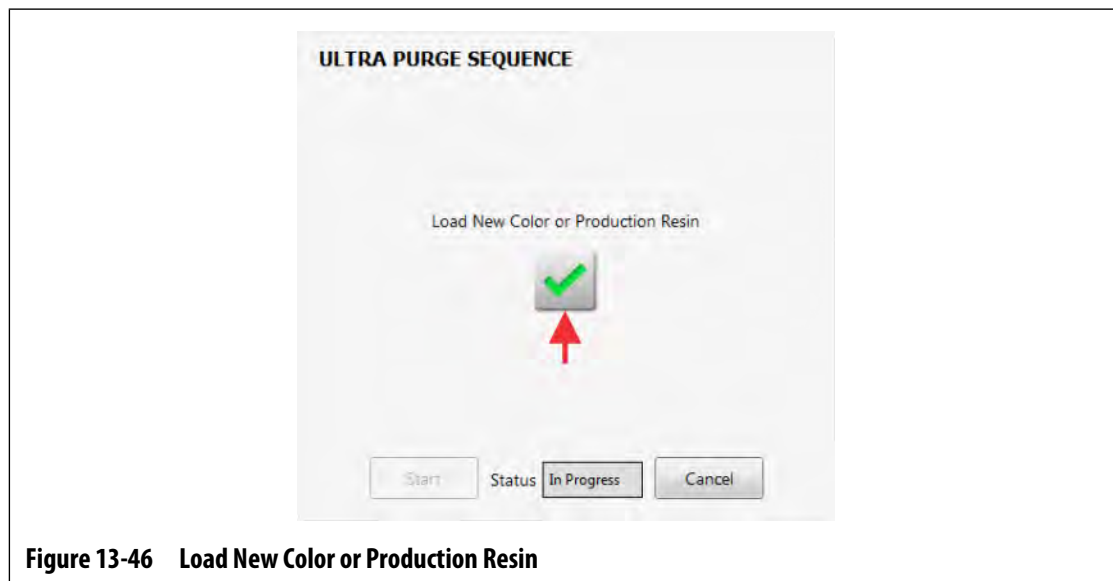 ULTRA PURGE SEQUENCE
Load New Color or Production Resin
Start Status In Progress Cancel
Figure 13-46 Load New Color or Production Resin